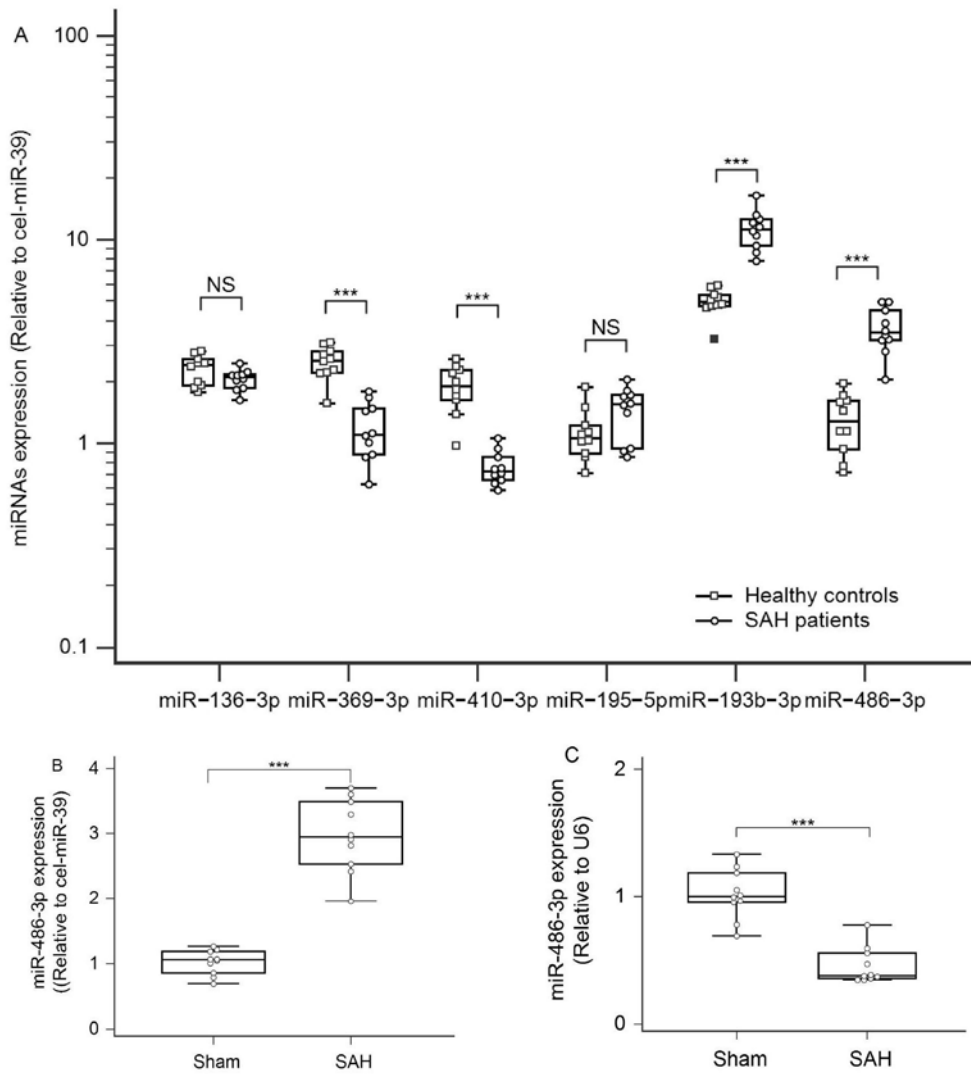 A
miRNAs expression (Relative to cel-miR-39)
100
10
1
0.1
NS
***
***
NS
***
***
Healthy controls
SAH patients
miR−136−3p miR−369−3p miR−410−3p miR−195−5p miR−193b−3p miR−486−3p
B
miR-486-3p expression
((Relative to cel-miR-39)
4
3
2
1
0
***
Sham SAH
C
miR-486-3p expression
(Relative to U6)
2
1
0
***
Sham SAH